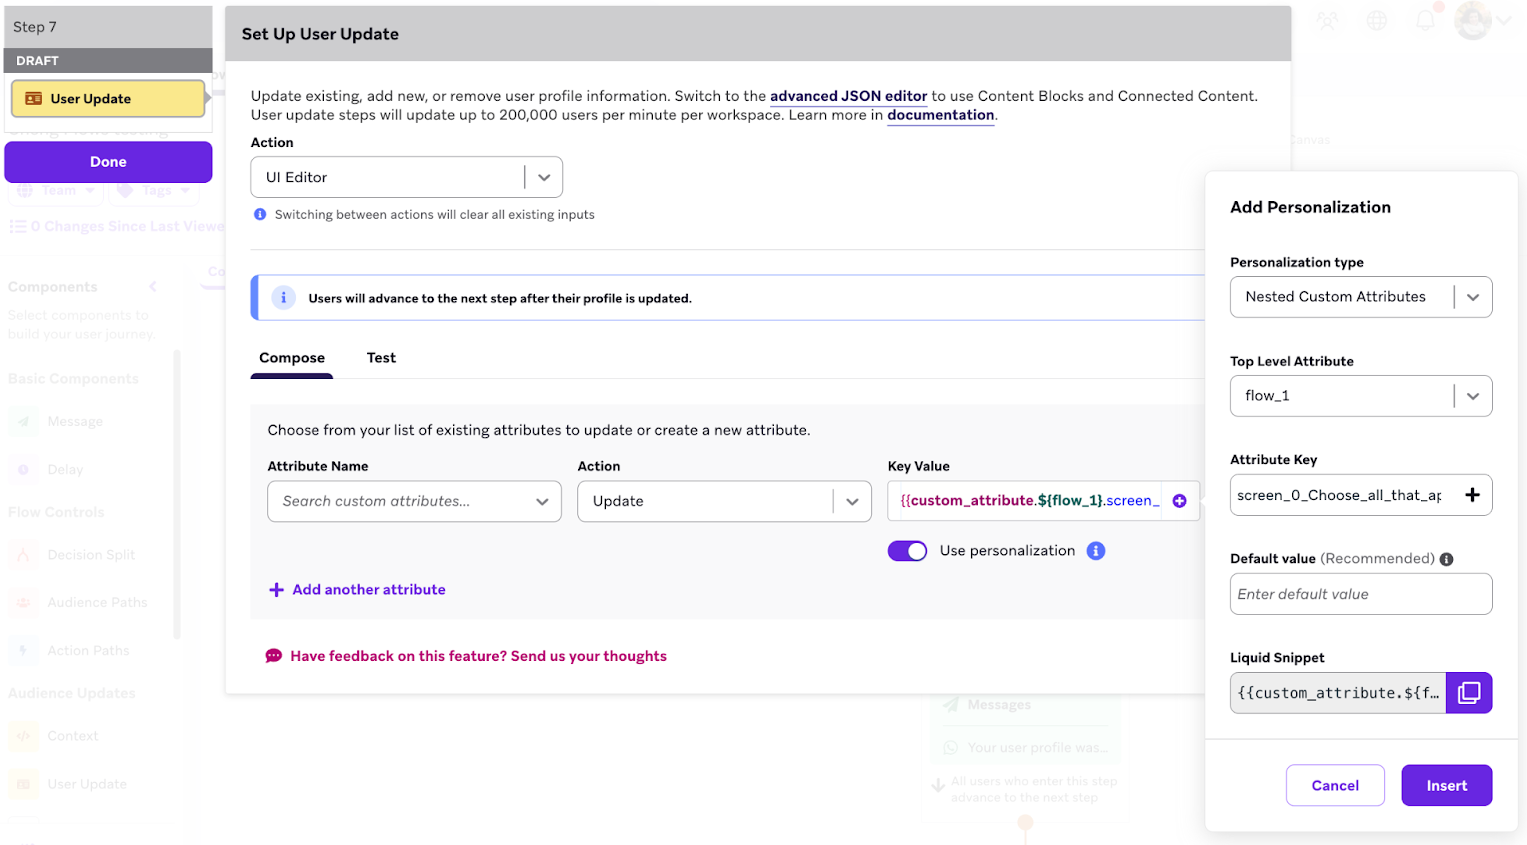 Step 7
DRAFT
User Update
Done
Team
Tags
0 Changes Since Last Viewe
Components
Select components to
build your user journey.
Basic Components
Message
Delay
Flow Controls
Decision Split
Audience Paths
Action Paths
Audience Updates
Context
User Update
Set Up User Update
Update existing, add new, or remove user profile information. Switch to the advanced JSON editor to use Content Blocks and Connected Content.
User update steps will update up to 200,000 users per minute per workspace. Learn more in documentation.
Action
UI Editor
Switching between actions will clear all existing inputs
Users will advance to the next step after their profile is updated.
Compose
Test
Choose from your list of existing attributes to update or create a new attribute.
Attribute Name
Action
Key Value
Search custom attributes...
Update
{{custom_attribute.${flow_1}.screen_
Use personalization
Add another attribute
Have feedback on this feature? Send us your thoughts
Messages
Your user profile was...
All users who enter this step
advance to the next step
Canvas
Add Personalization
Personalization type
Nested Custom Attributes
Top Level Attribute
flow_1
Attribute Key
screen_0_Choose_all_that_ap
Default value (Recommended)
Enter default value
Liquid Snippet
{{custom_attribute.${f...
Cancel
Insert